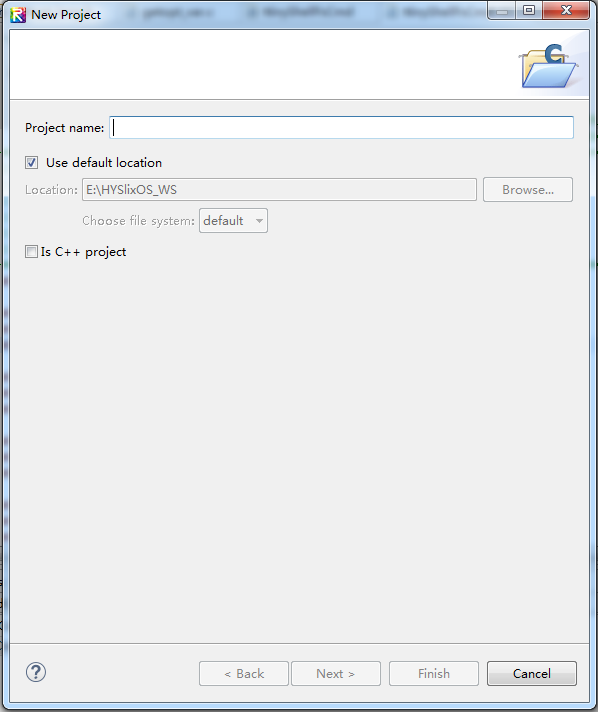 New Project
Project name:
Use default location
Location: E:\HYSlixOS_WS Browse...
Choose file system: default
Is C++ project
< Back Next > Finish Cancel